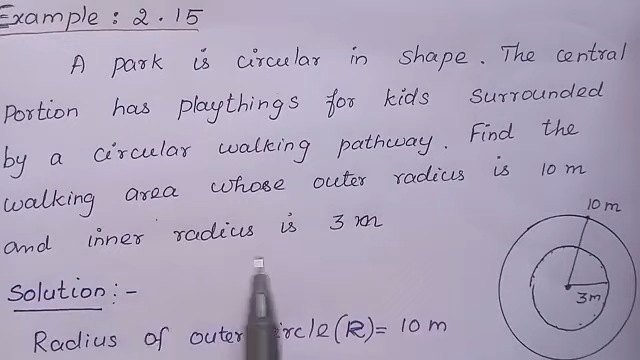 Example : 2.15
A park is circular in shape. The central
Portion has playthings for kids surrounded
by a circular walking pathway. Find the
walking area whose outer radius is 10 m
and inner radius is 3 m
10 m
3m
Solution :-
Radius of outer circle (R) = 10 m